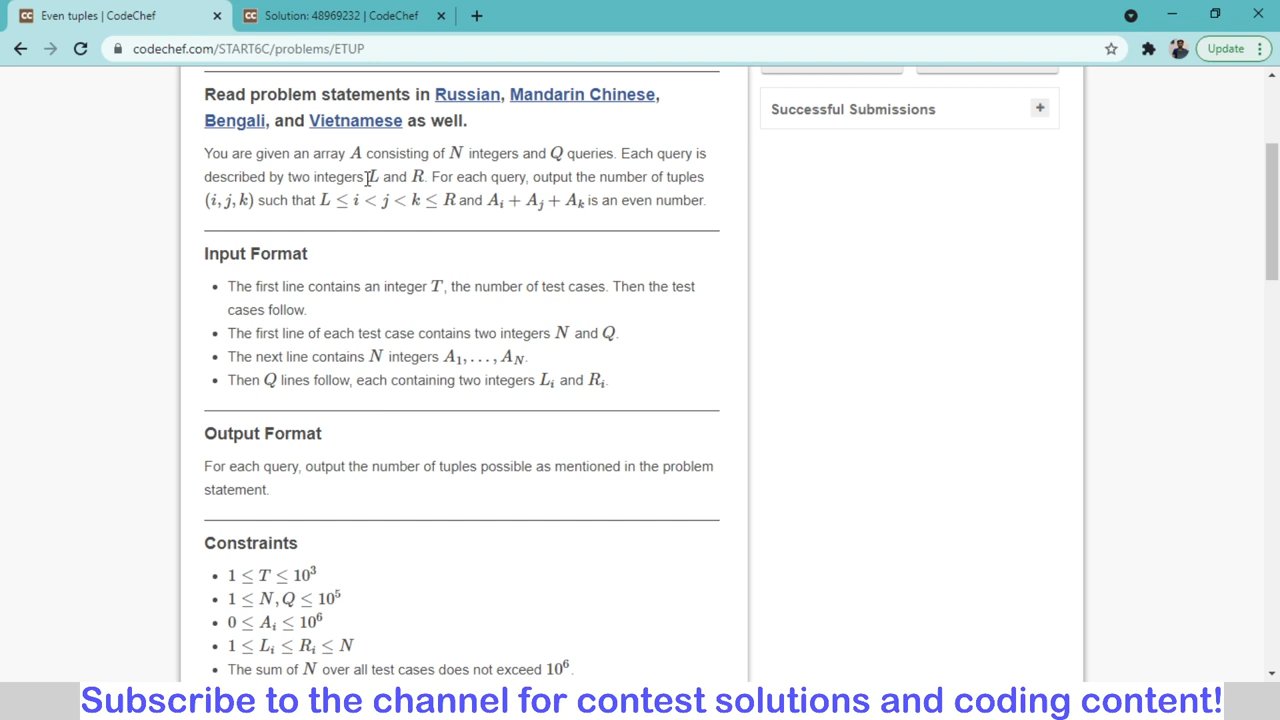 Even tuples | CodeChef
Solution: 48969232 | CodeChef
codechef.com/START6C/problems/ETUP
Update
Read problem statements in Russian, Mandarin Chinese,
Bengali, and Vietnamese as well.
You are given an array A consisting of N integers and Q queries. Each query is
described by two integers L and R. For each query, output the number of tuples
(i, j, k) such that L ≤ i < j < k ≤ R and A_i + A_j + A_k is an even number.
Successful Submissions
+
Input Format
• The first line contains an integer T, the number of test cases. Then the test
cases follow.
• The first line of each test case contains two integers N and Q.
• The next line contains N integers A_1, . . . , A_N.
• Then Q lines follow, each containing two integers L_i and R_i.
Output Format
For each query, output the number of tuples possible as mentioned in the problem
statement.
Constraints
• 1 ≤ T ≤ 10^3
• 1 ≤ N, Q ≤ 10^5
• 0 ≤ A_i ≤ 10^6
• 1 ≤ L_i ≤ R_i ≤ N
• The sum of N over all test cases does not exceed 10^6.
Subscribe to the channel for contest solutions and coding content!